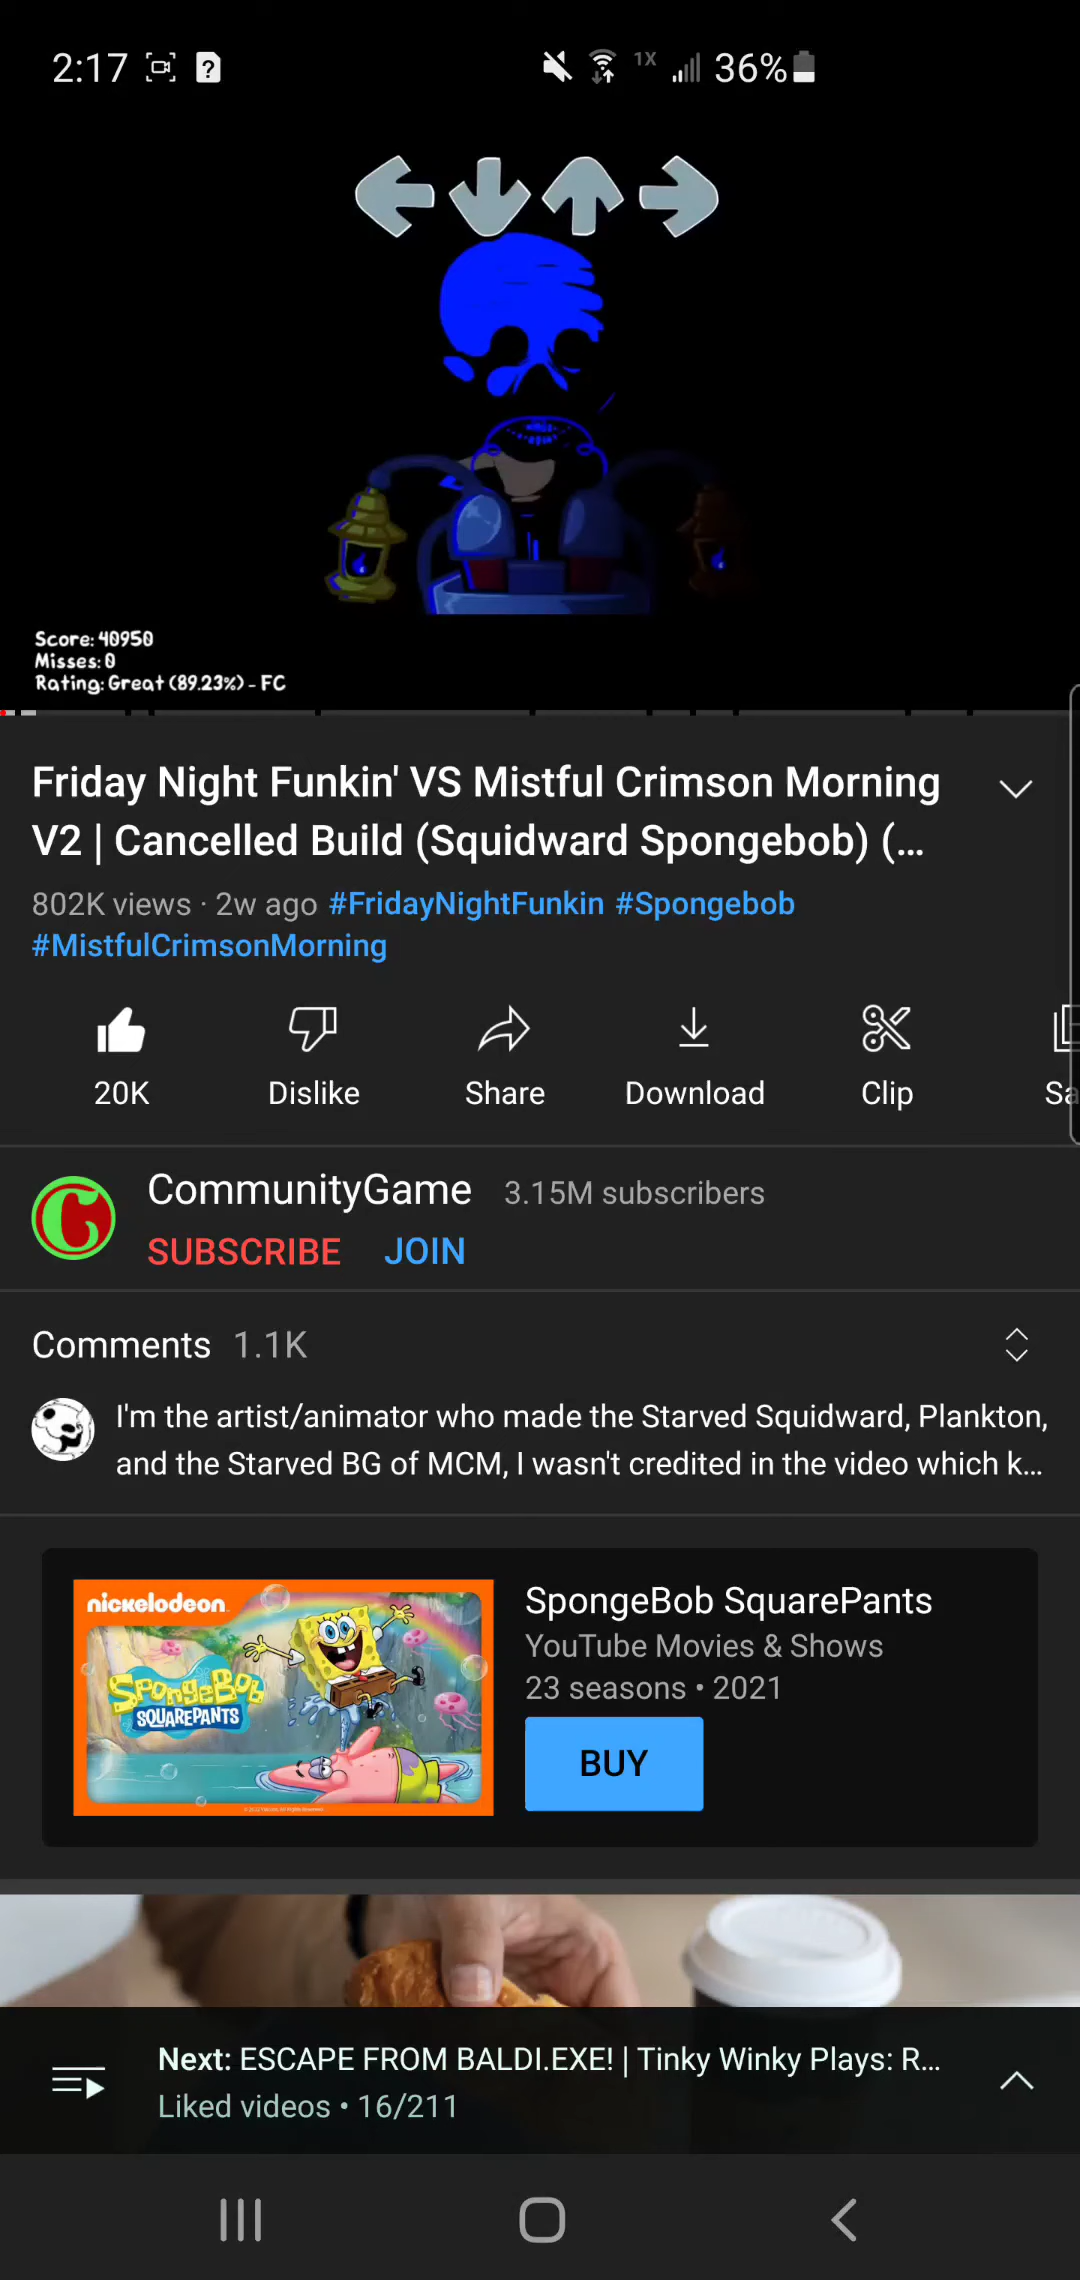 2:17 1X 36%
Score: 40950
Misses: 0
Rating: Great (89.23%) - FC
Friday Night Funkin' VS Mistful Crimson Morning
V2 | Cancelled Build (Squidward Spongebob) (...
802K views · 2w ago #FridayNightFunkin #Spongebob
#MistfulCrimsonMorning
20K Dislike Share Download Clip Sa
CommunityGame 3.15M subscribers
SUBSCRIBE JOIN
Comments 1.1K
I'm the artist/animator who made the Starved Squidward, Plankton,
and the Starved BG of MCM, I wasn't credited in the video which k...
nickelodeon
SpongeBob
SQUAREPANTS
SpongeBob SquarePants
YouTube Movies & Shows
23 seasons • 2021
BUY
Next: ESCAPE FROM BALDI.EXE! | Tinky Winky Plays: R...
Liked videos • 16/211